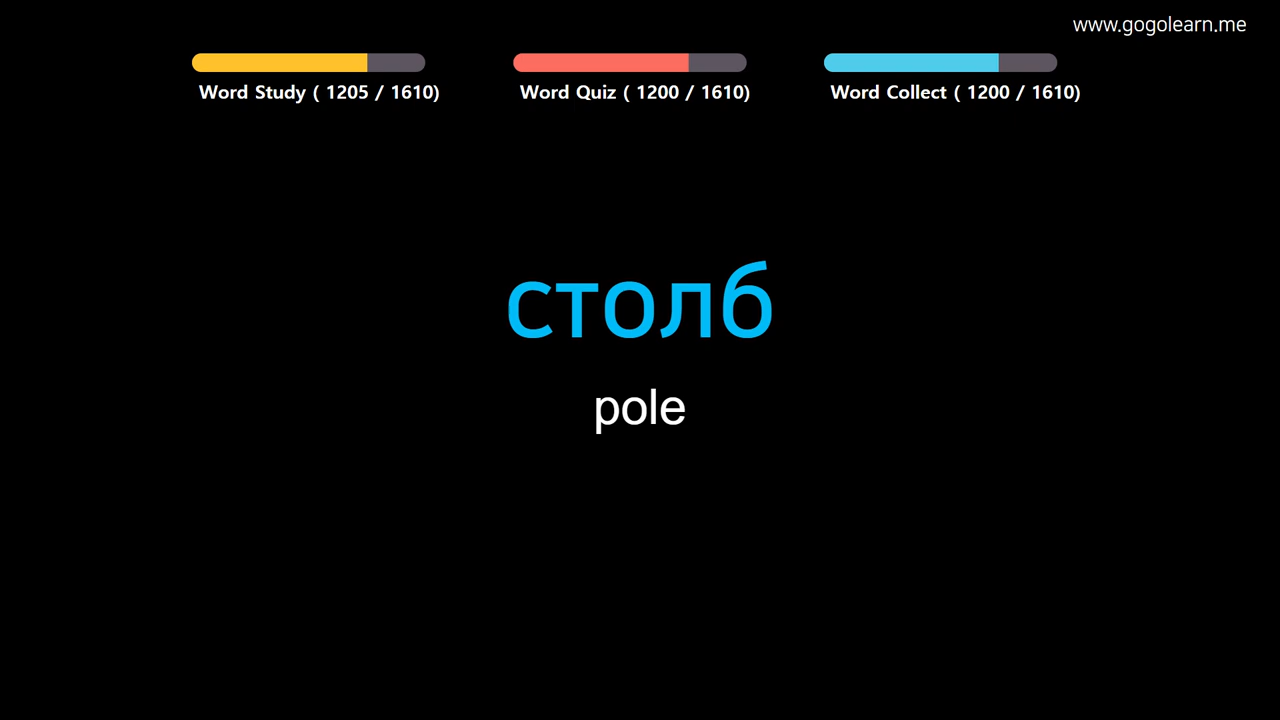 www.gogolearn.me
Word Study ( 1205 / 1610)
Word Quiz ( 1200 / 1610)
Word Collect ( 1200 / 1610)
столб
pole